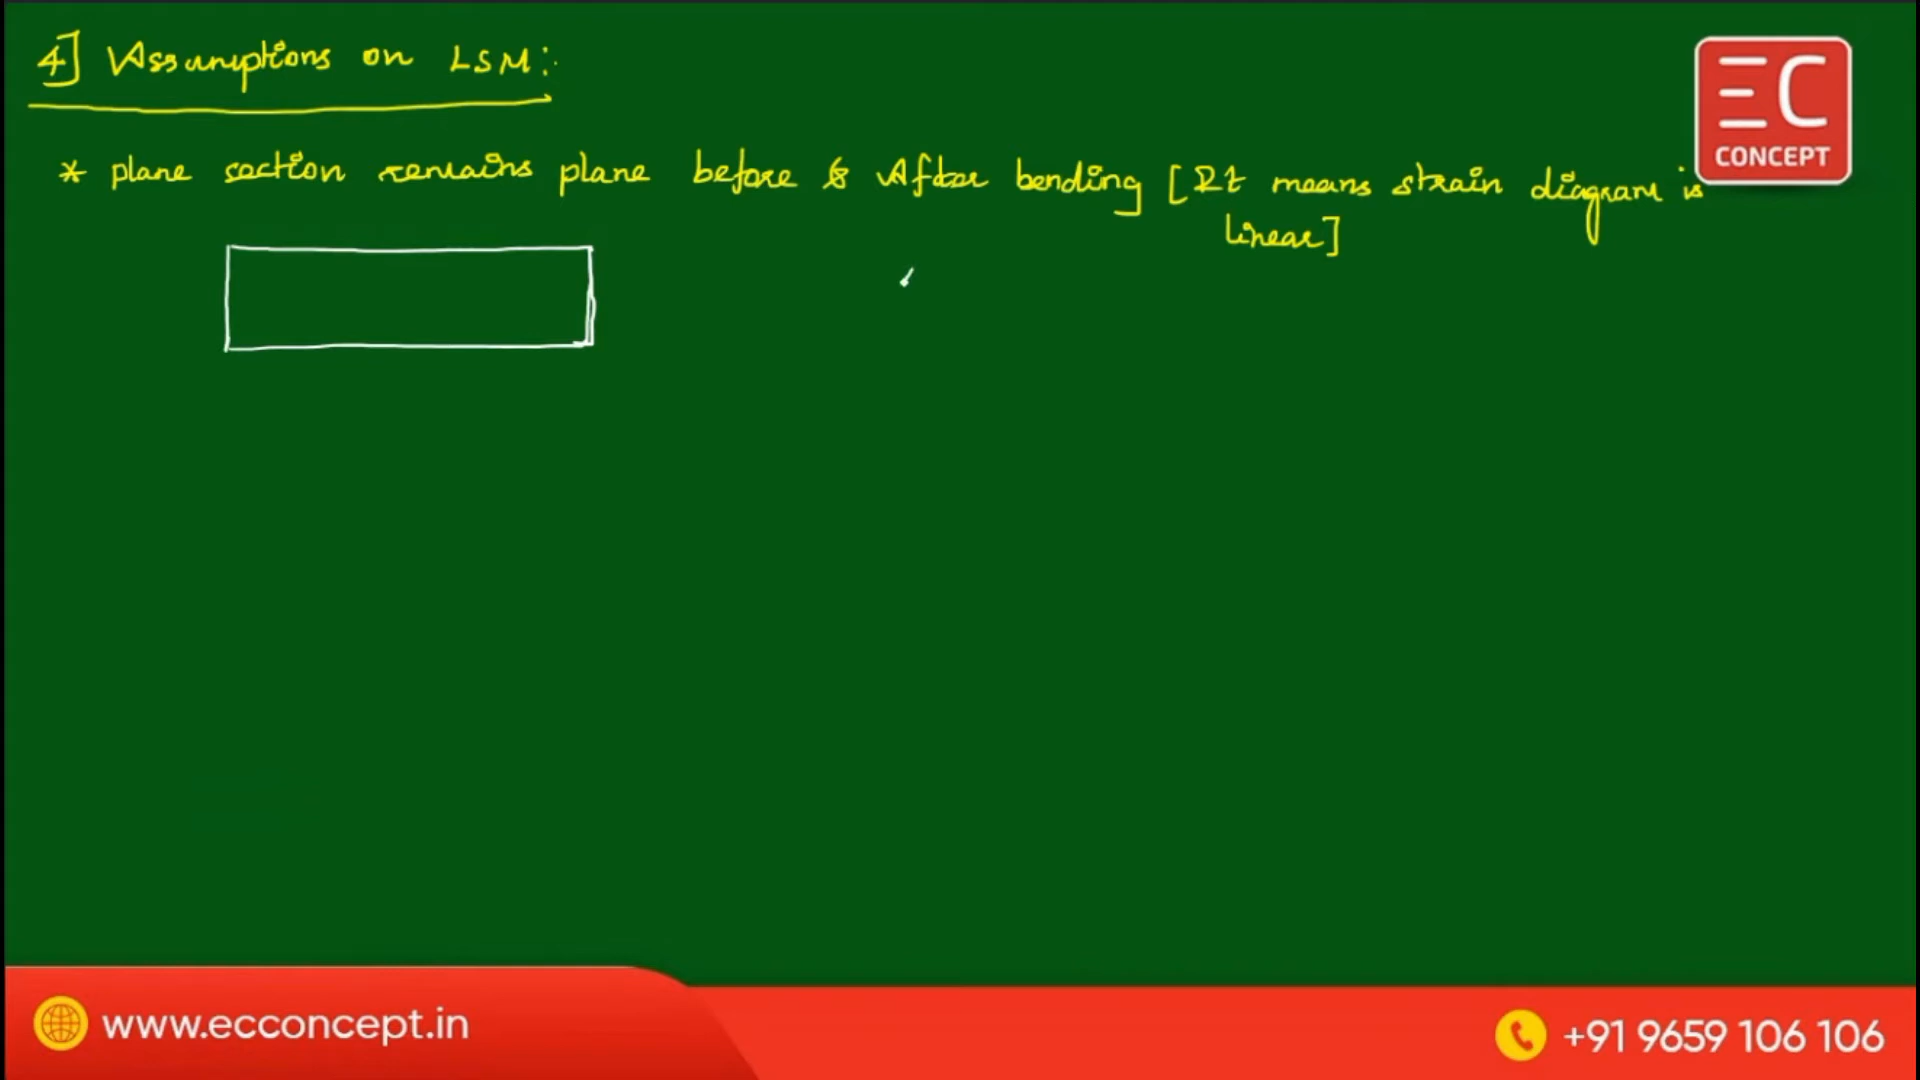 4] Assumptions on LSM:
EC
CONCEPT
* plane section remains plane before & After bending [It means strain diagram is
linear]
www.ecconcept.in
+91 9659 106 106